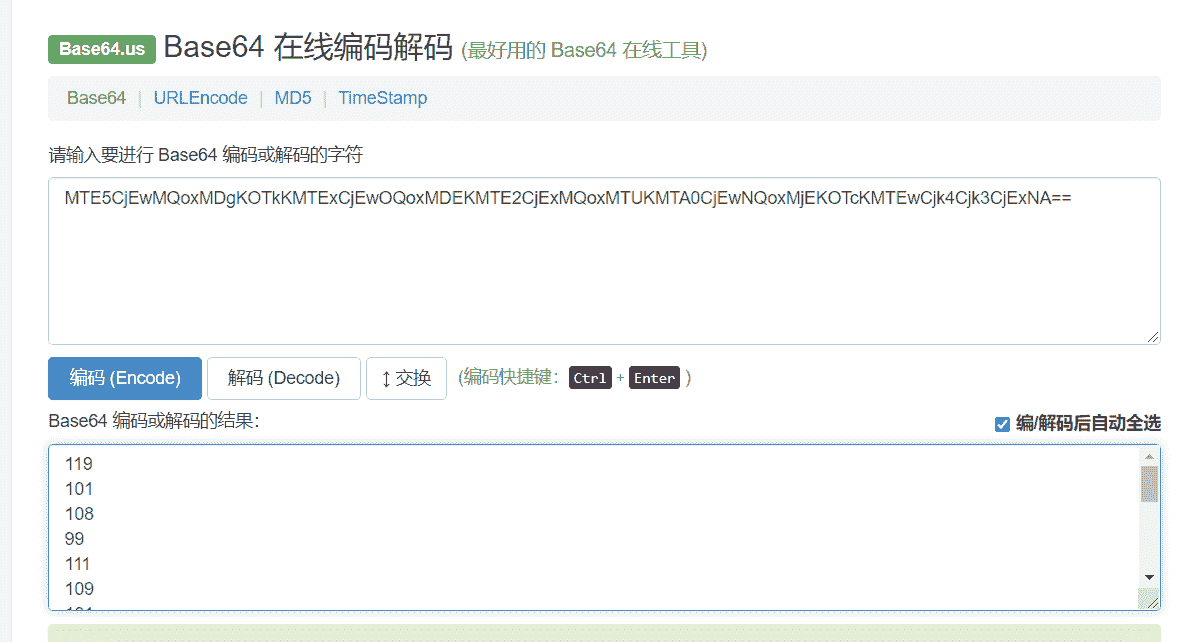 Base64.us Base64 在线编码解码 (最好用的 Base64 在线工具)
Base64 | URLEncode | MD5 | TimeStamp
请输入要进行 Base64 编码或解码的字符
MTE5CjEwMQoxMDgKOTkKMTExCjEwOQoxMDEKMTE2CjExMQoxMTUKMTA0CjEwNQoxMjEKOTcKMTEwCjk4Cjk3CjExNA==
编码 (Encode) 解码 (Decode) ↕ 交换 (编码快捷键： Ctrl + Enter )
Base64 编码或解码的结果：
编/解码后自动全选
119
101
108
99
111
109